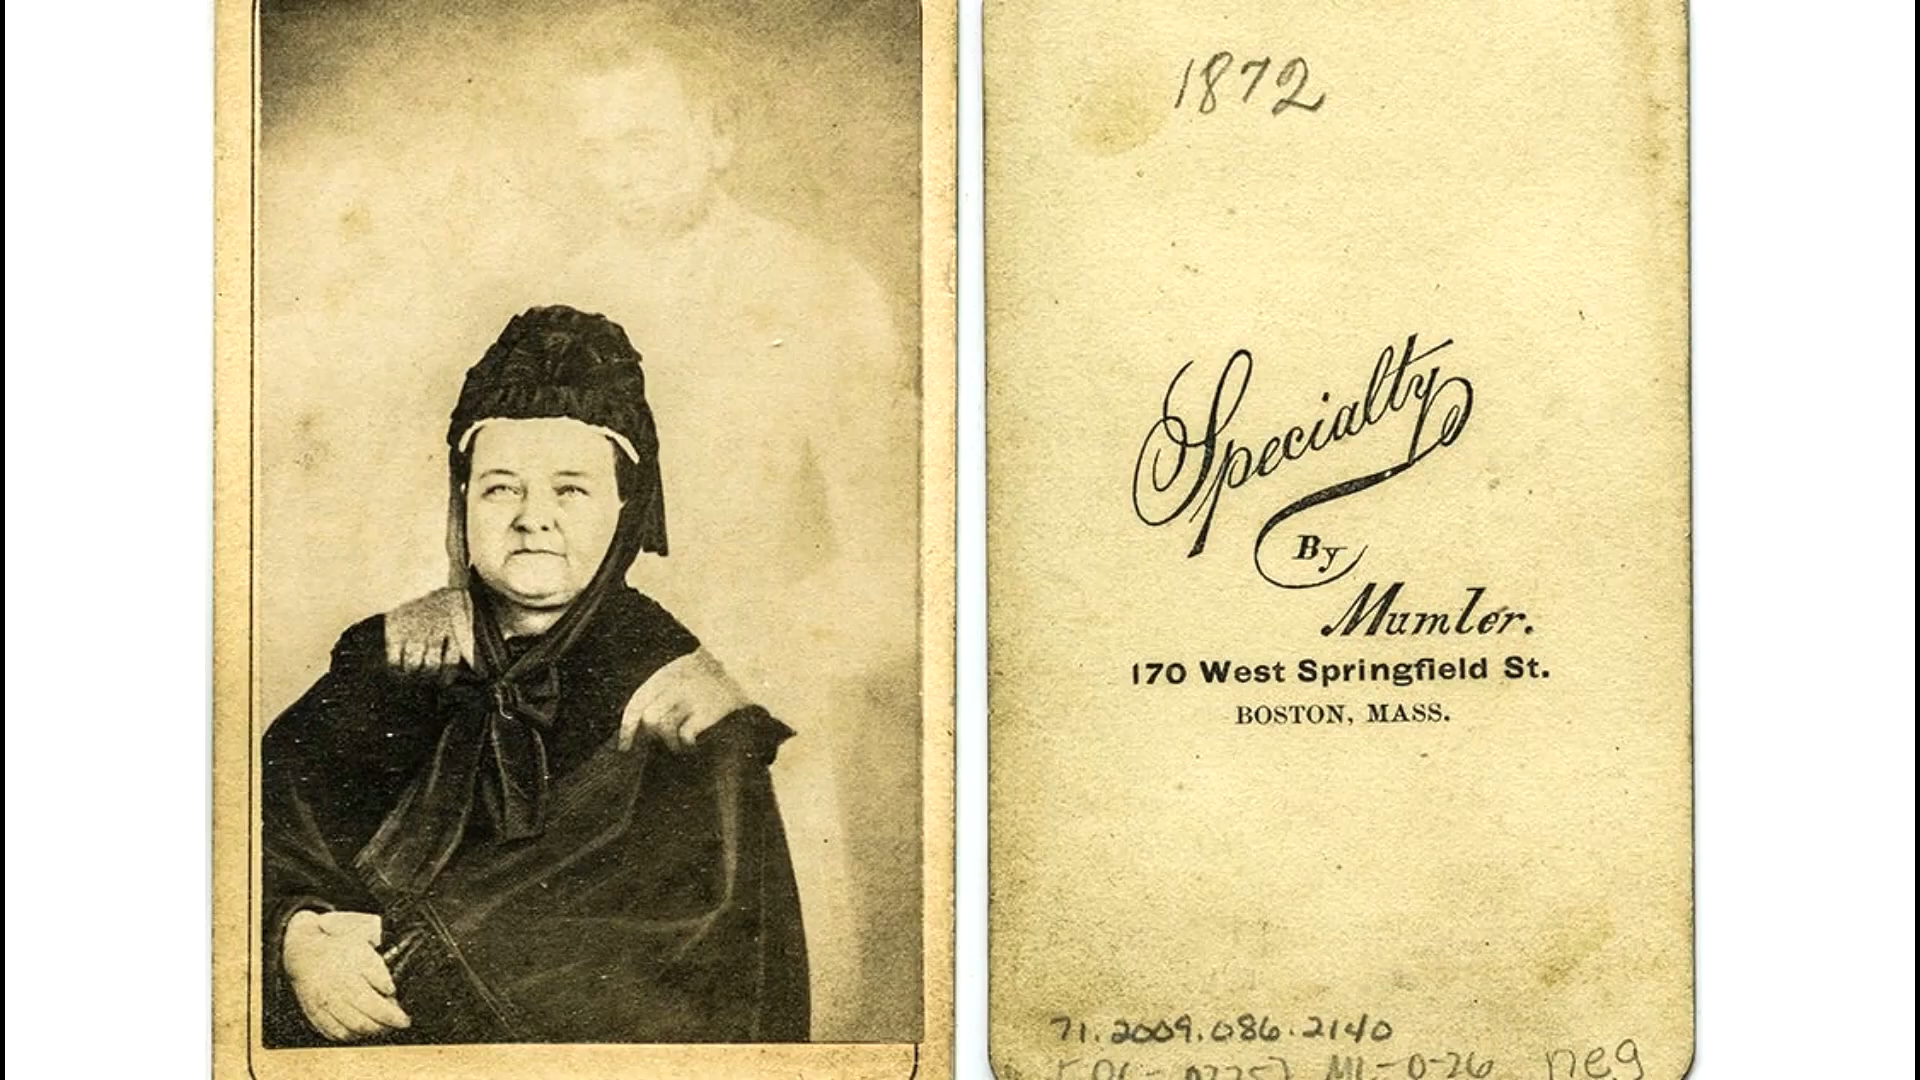 1872
Specialty
By
Mumler.
170 West Springfield St.
BOSTON, MASS.
71.2009.086.2140
neg